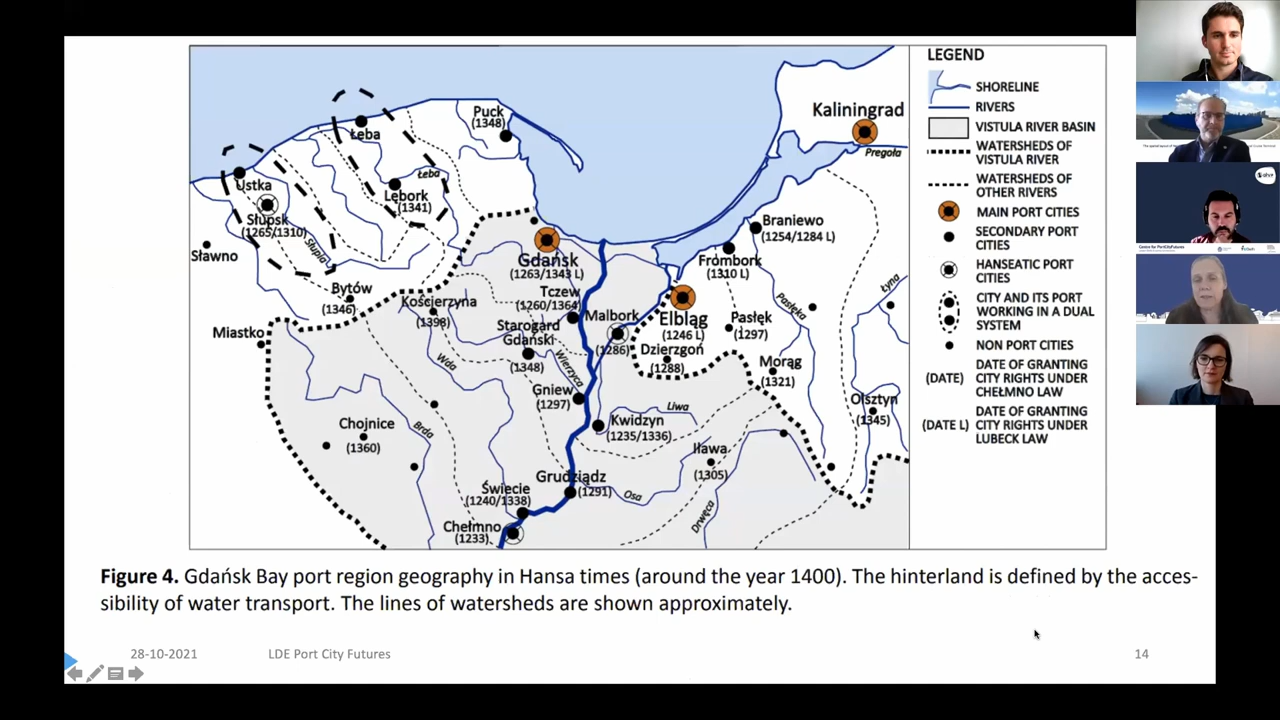 LEGEND
SHORELINE
RIVERS
VISTULA RIVER BASIN
WATERSHEDS OF
VISTULA RIVER
WATERSHEDS OF
OTHER RIVERS
MAIN PORT CITIES
SECONDARY PORT
CITIES
HANSEATIC PORT
CITIES
CITY AND ITS PORT
WORKING IN A DUAL
SYSTEM
NON PORT CITIES
(DATE) DATE OF GRANTING
CITY RIGHTS UNDER
CHEŁMNO LAW
(DATE L) DATE OF GRANTING
CITY RIGHTS UNDER
LUBECK LAW
Kaliningrad
Pregoła
Puck
(1348)
Łeba
Łeba
Ustka
Lębork
(1341)
Słupsk
(1265/1310)
Słupia
Sławno
Braniewo
(1254/1284 L)
Frombork
(1310 L)
Gdańsk
(1263/1343 L)
Bytów
(1346)
Kościerzyna
(1398)
Tczew
(1260/1364)
Malbork
(1286)
Elbląg
(1246 L)
Pasłęk
(1297)
Pasłęka
Łyna
Miastko
Starogard
Gdański
(1348)
Wierzyca
Dzierzgoń
(1288)
Morąg
(1321)
Wda
Gniew
(1297)
Liwa
Olsztyn
(1345)
Chojnice
(1360)
Brda
Kwidzyn
(1235/1336)
Iława
(1305)
Grudziądz
(1291)
Osa
Świecie
(1240/1338)
Drwęca
Chełmno
(1233)
Figure 4. Gdańsk Bay port region geography in Hansa times (around the year 1400). The hinterland is defined by the acces-
sibility of water transport. The lines of watersheds are shown approximately.
28-10-2021
LDE Port City Futures
14